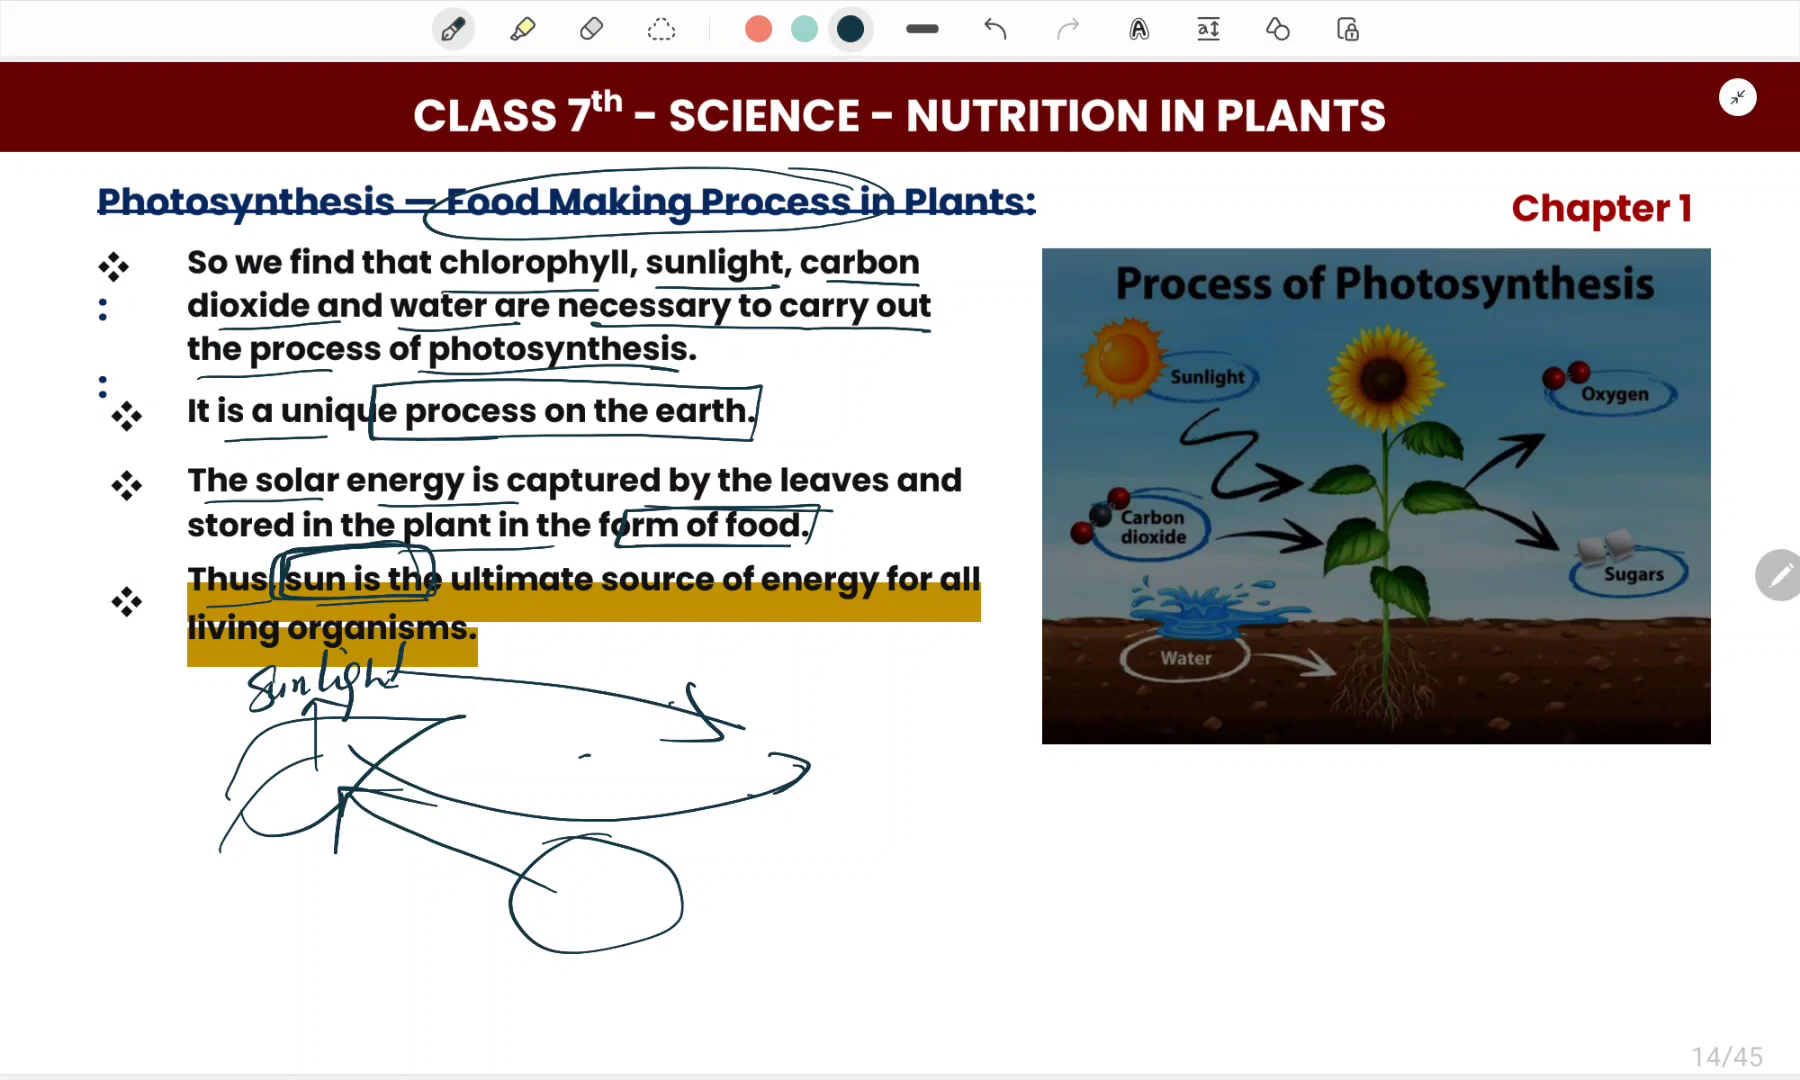 CLASS 7th - SCIENCE - NUTRITION IN PLANTS
Photosynthesis — Food Making Process in Plants:
Chapter 1
So we find that chlorophyll, sunlight, carbon
dioxide and water are necessary to carry out
the process of photosynthesis.
It is a unique process on the earth.
The solar energy is captured by the leaves and
stored in the plant in the form of food.
Thus, sun is the ultimate source of energy for all
living organisms.
Sunlight
Process of Photosynthesis
Sunlight
Oxygen
Carbon
dioxide
Sugars
Water
14/45